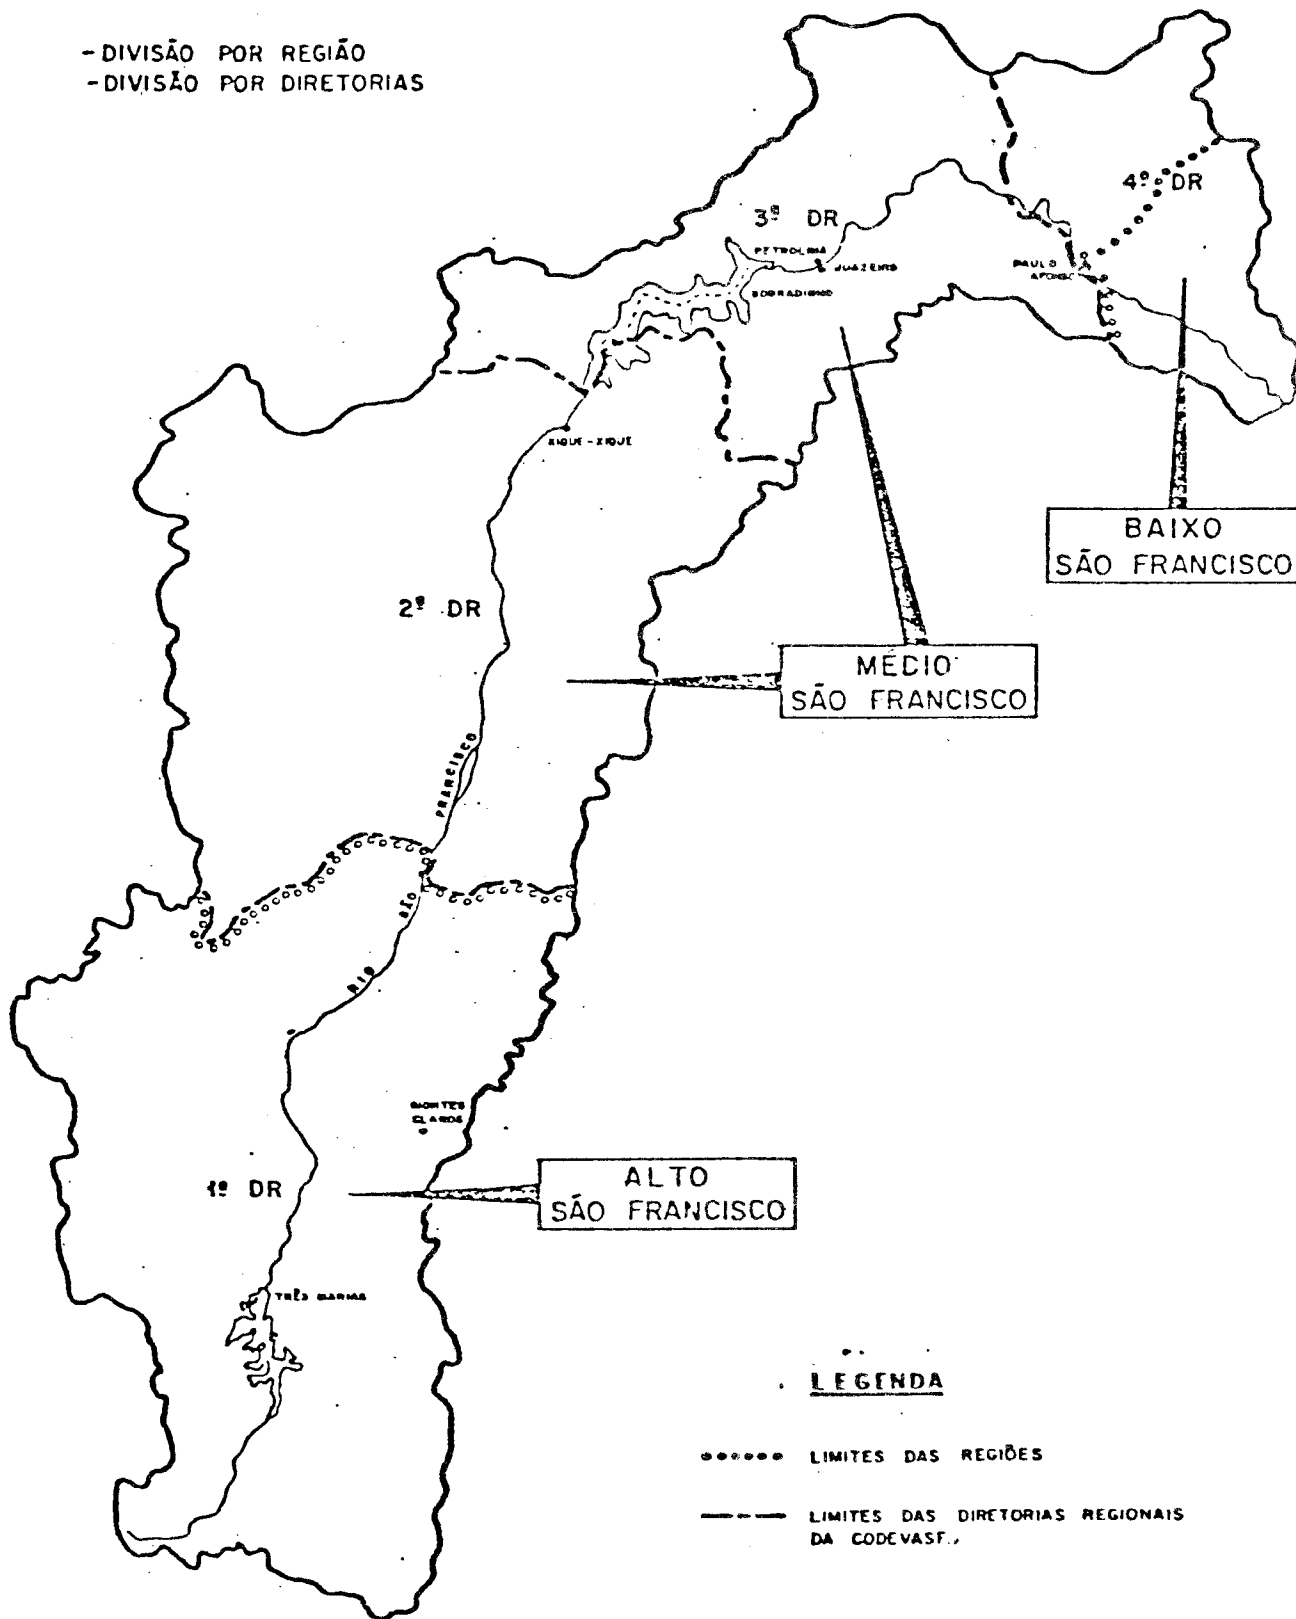 -DIVISÃO POR REGIÃO
-DIVISÃO POR DIRETORIAS
4º DR
3ª DR
PETROLINA
JUAZEIRO
PAULO
AFONSO
SOBRADINHO
XIQUE-XIQUE
BAIXO
SÃO FRANCISCO
2ª DR
MÉDIO
SÃO FRANCISCO
RIO SÃO FRANCISCO
MONTES
CLAROS
1ª DR
ALTO
SÃO FRANCISCO
TRÊS MARIAS
LEGENDA
LIMITES DAS REGIÕES
LIMITES DAS DIRETORIAS REGIONAIS
DA CODEVASF.